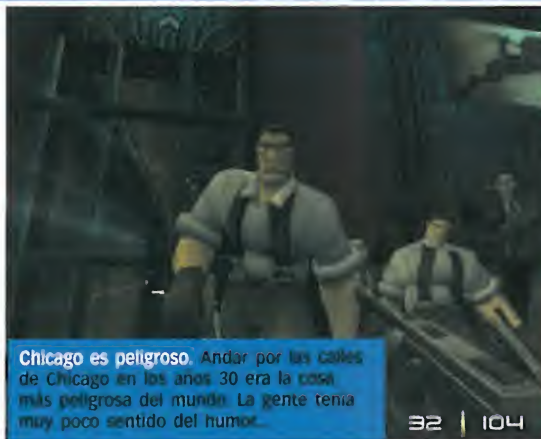 Chicago es peligroso. Andar por las calles
de Chicago en los años 30 era la cosa
más peligrosa del mundo. La gente tenía
muy poco sentido del humor...
32 104